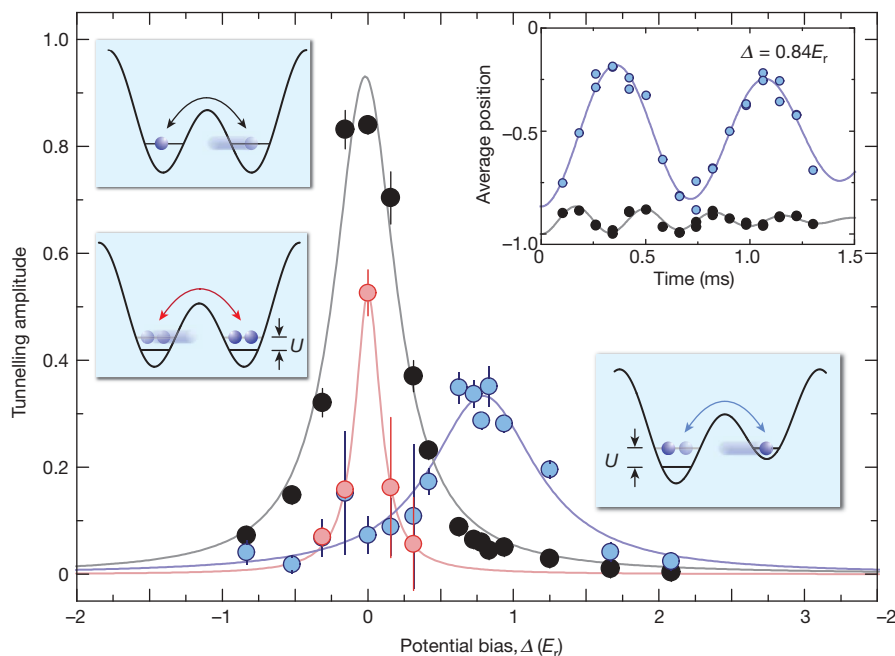 1.0
0.8
0.6
0.4
0.2
0
Tunnelling amplitude
−2
−1
0
1
2
−2
3
Potential bias, Δ (Eᵣ)
U
U
Δ = 0.84Eᵣ
0
−0.5
−1.0
Average position
0
0.5
1.0
1.5
Time (ms)